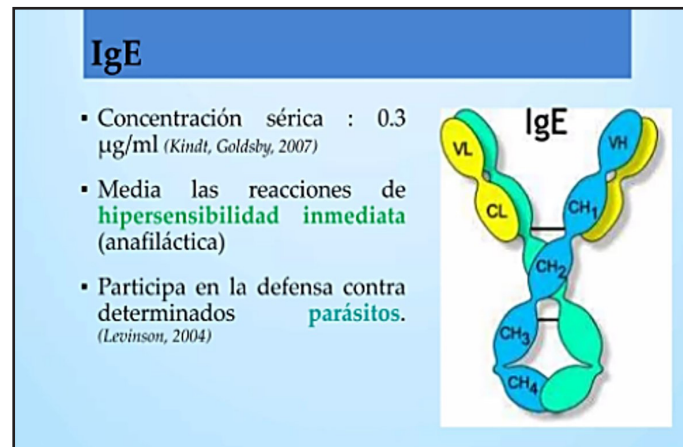 IgE
▪ Concentración sérica : 0.3
µg/ml (Kindt, Goldsby, 2007)
▪ Media las reacciones de
hipersensibilidad inmediata
(anafiláctica)
▪ Participa en la defensa contra
determinados parásitos.
(Levinson, 2004)
IgE
VL
VH
CL
CH1
CH2
CH3
CH4